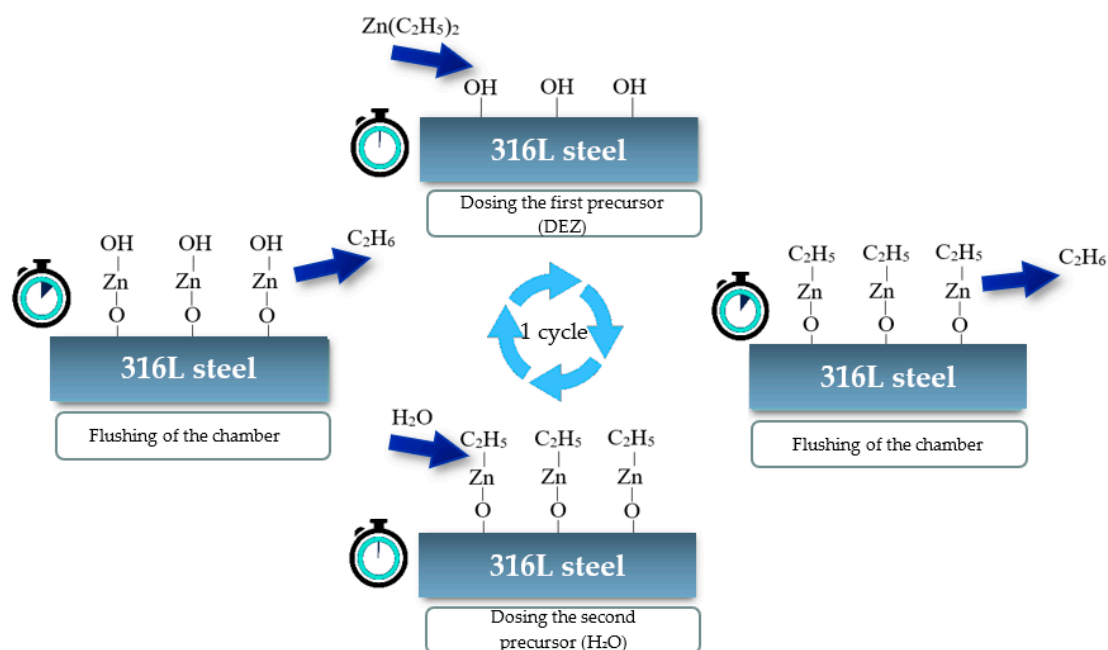 Zn(C₂H₅)₂
OH OH OH
316L steel
Dosing the first precursor
(DEZ)
OH OH OH
Zn Zn Zn
O O O
C₂H₆
316L steel
Flushing of the chamber
1 cycle
C₂H₅ C₂H₅ C₂H₅
Zn Zn Zn
O O O
C₂H₆
316L steel
Flushing of the chamber
H₂O
C₂H₅ C₂H₅ C₂H₅
Zn Zn Zn
O O O
316L steel
Dosing the second
precursor (H₂O)